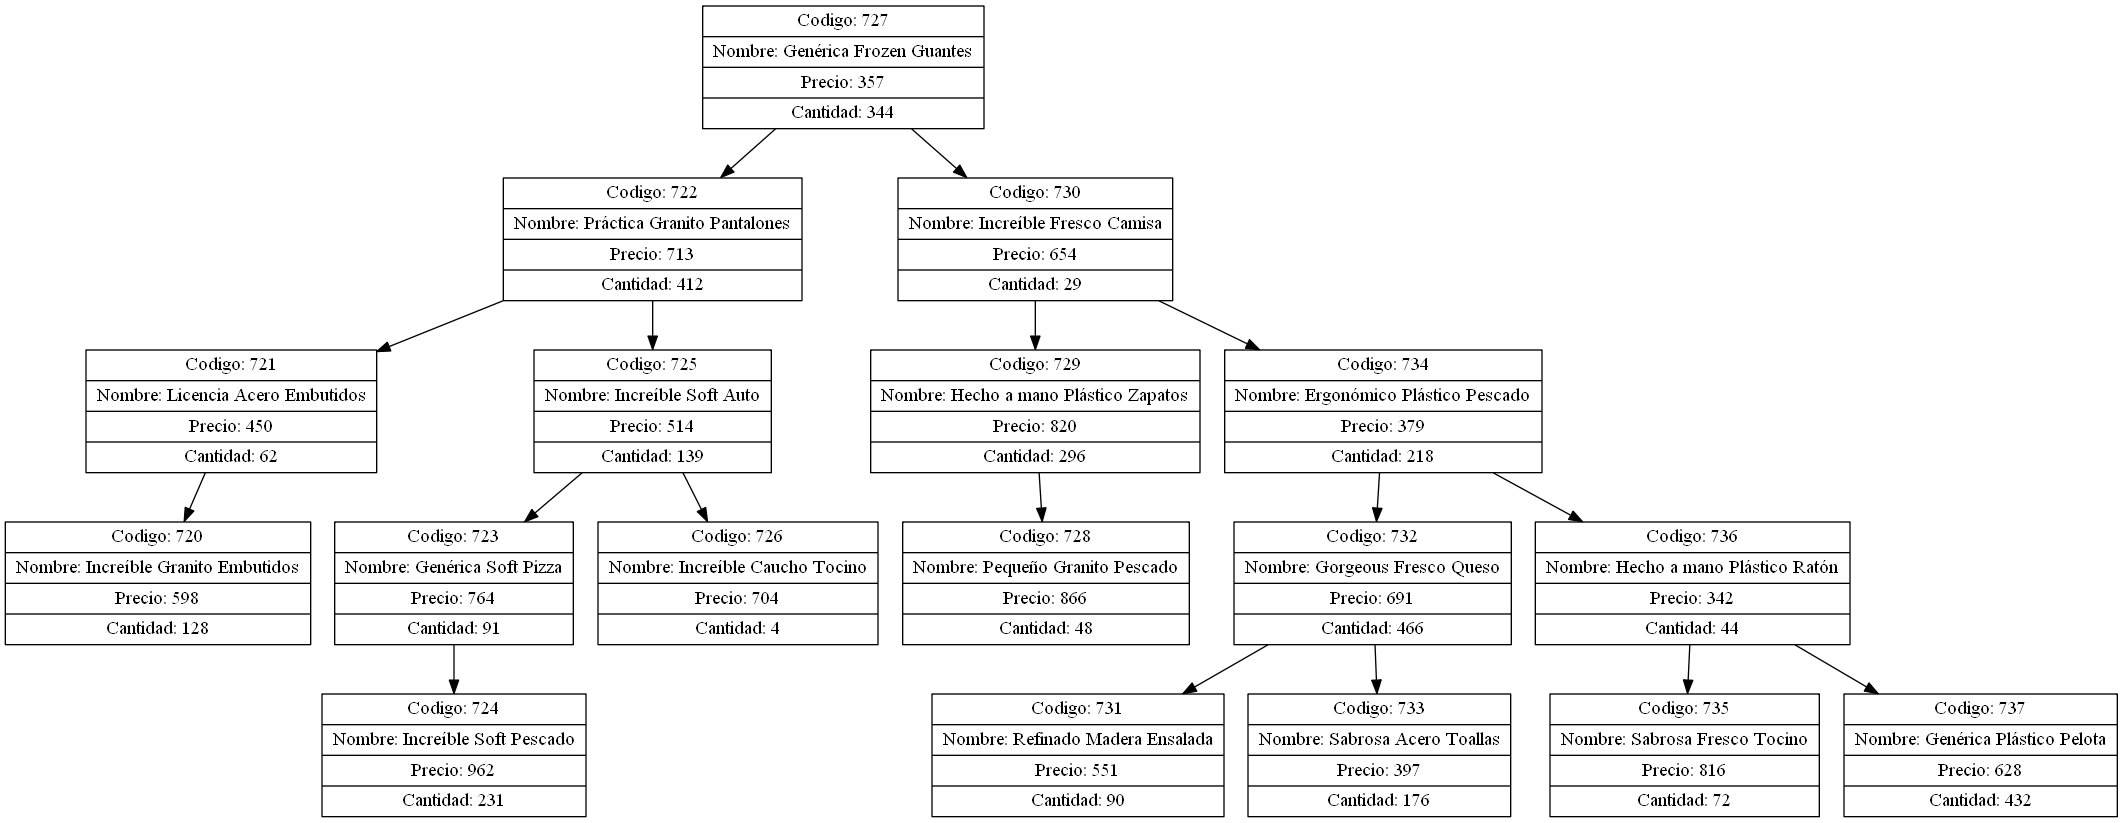 Codigo: 727
Nombre: Genérica Frozen Guantes
Precio: 357
Cantidad: 344
Codigo: 722
Nombre: Práctica Granito Pantalones
Precio: 713
Cantidad: 412
Codigo: 730
Nombre: Increíble Fresco Camisa
Precio: 654
Cantidad: 29
Codigo: 721
Nombre: Licencia Acero Embutidos
Precio: 450
Cantidad: 62
Codigo: 725
Nombre: Increíble Soft Auto
Precio: 514
Cantidad: 139
Codigo: 729
Nombre: Hecho a mano Plástico Zapatos
Precio: 820
Cantidad: 296
Codigo: 734
Nombre: Ergonómico Plástico Pescado
Precio: 379
Cantidad: 218
Codigo: 720
Nombre: Increíble Granito Embutidos
Precio: 598
Cantidad: 128
Codigo: 723
Nombre: Genérica Soft Pizza
Precio: 764
Cantidad: 91
Codigo: 726
Nombre: Increíble Caucho Tocino
Precio: 704
Cantidad: 4
Codigo: 728
Nombre: Pequeño Granito Pescado
Precio: 866
Cantidad: 48
Codigo: 732
Nombre: Gorgeous Fresco Queso
Precio: 691
Cantidad: 466
Codigo: 736
Nombre: Hecho a mano Plástico Ratón
Precio: 342
Cantidad: 44
Codigo: 724
Nombre: Increíble Soft Pescado
Precio: 962
Cantidad: 231
Codigo: 731
Nombre: Refinado Madera Ensalada
Precio: 551
Cantidad: 90
Codigo: 733
Nombre: Sabrosa Acero Toallas
Precio: 397
Cantidad: 176
Codigo: 735
Nombre: Sabrosa Fresco Tocino
Precio: 816
Cantidad: 72
Codigo: 737
Nombre: Genérica Plástico Pelota
Precio: 628
Cantidad: 432